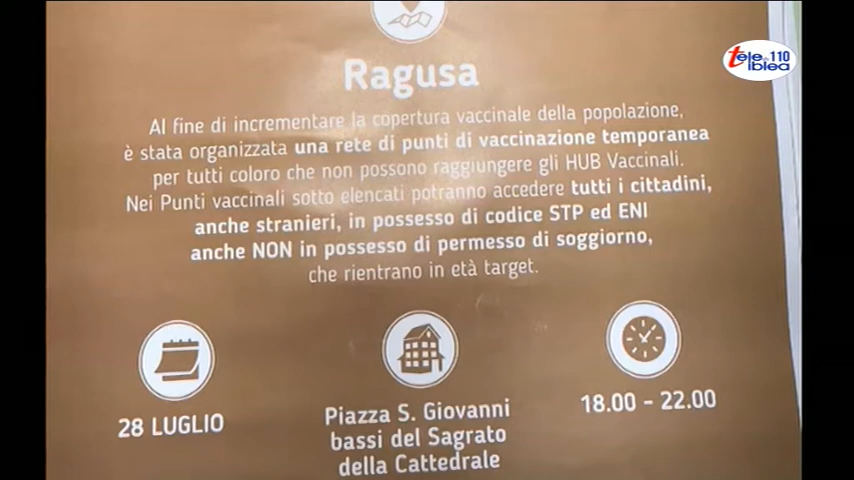 Ragusa
Al fine di incrementare la copertura vaccinale della popolazione,
è stata organizzata una rete di punti di vaccinazione temporanea
per tutti coloro che non possono raggiungere gli HUB Vaccinali.
Nei Punti vaccinali sotto elencati potranno accedere tutti i cittadini,
anche stranieri, in possesso di codice STP ed ENI
anche NON in possesso di permesso di soggiorno,
che rientrano in età target.
28 LUGLIO
Piazza S. Giovanni
bassi del Sagrato
della Cattedrale
18.00 - 22.00
tele 110
iblea